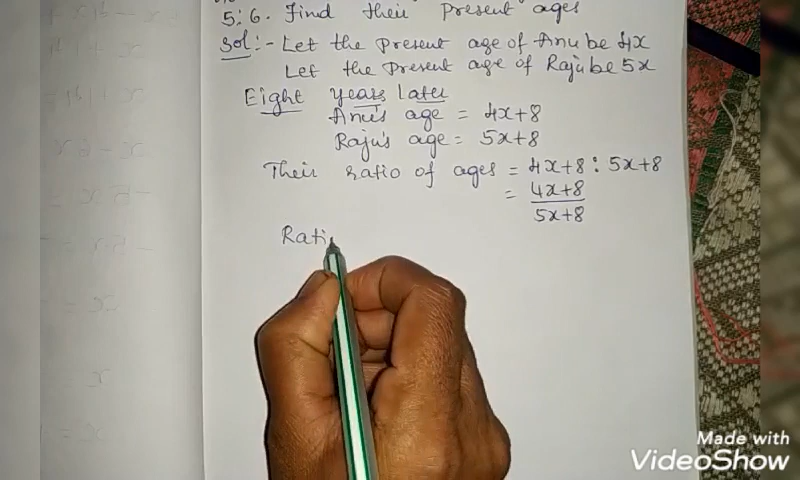 5:6. Find their present ages
Sol:- Let the present age of Anu be 4x
Let the present age of Raju be 5x
Eight years later
Anu's age = 4x+8
Raju's age = 5x+8
Their ratio of ages = 4x+8 : 5x+8
= 4x+8
5x+8
Rati
Made with
VideoShow